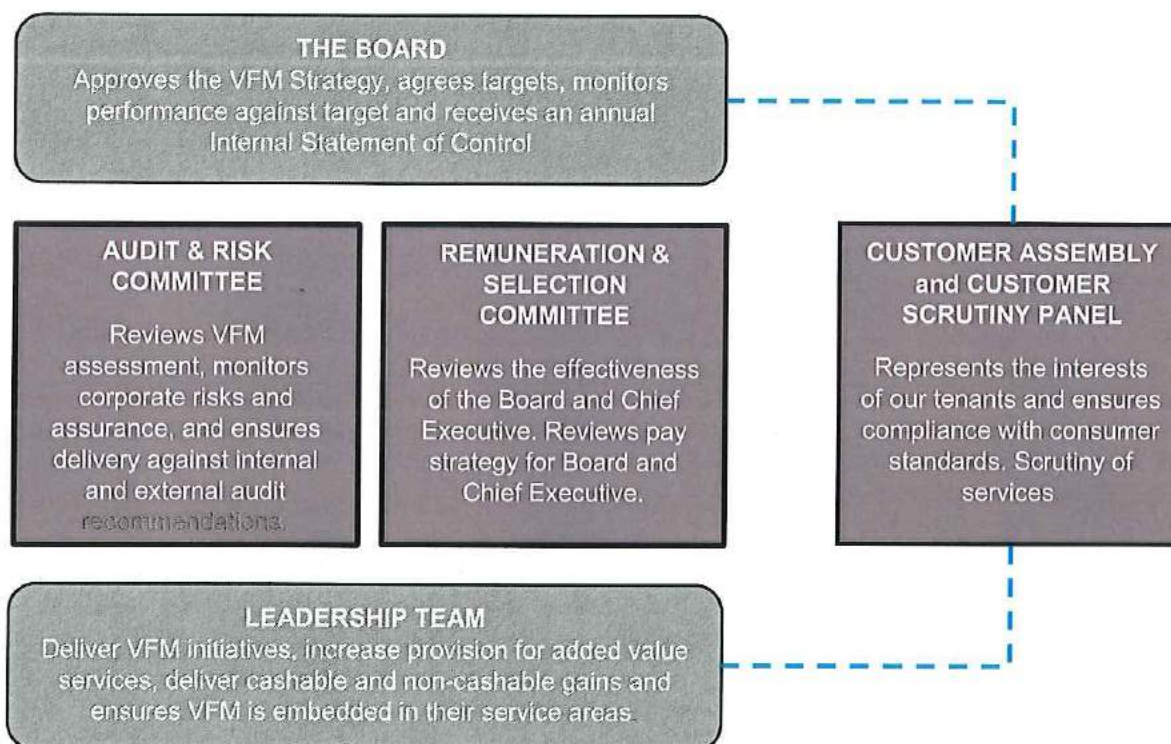 THE BOARD
Approves the VFM Strategy, agrees targets, monitors
performance against target and receives an annual
Internal Statement of Control
AUDIT & RISK
COMMITTEE
Reviews VFM
assessment, monitors
corporate risks and
assurance, and ensures
delivery against internal
and external audit
recommendations.
REMUNERATION &
SELECTION
COMMITTEE
Reviews the effectiveness
of the Board and Chief
Executive. Reviews pay
strategy for Board and
Chief Executive.
CUSTOMER ASSEMBLY
and CUSTOMER
SCRUTINY PANEL
Represents the interests
of our tenants and ensures
compliance with consumer
standards. Scrutiny of
services
LEADERSHIP TEAM
Deliver VFM initiatives, increase provision for added value
services, deliver cashable and non-cashable gains and
ensures VFM is embedded in their service areas.